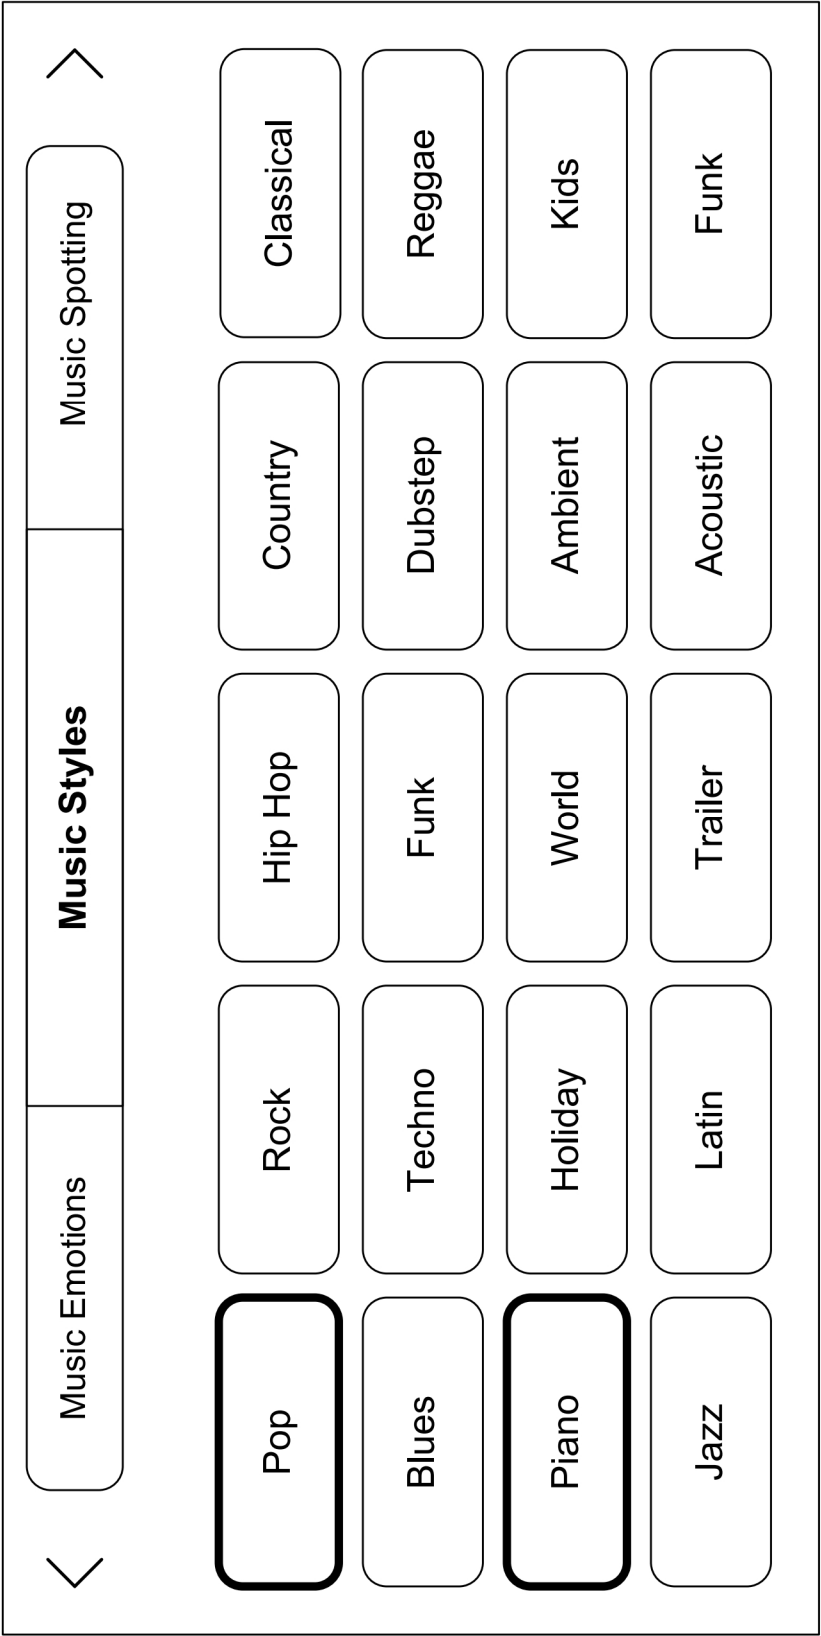 Music Emotions Music Styles Music Spotting
Pop Rock Hip Hop Country Classical
Blues Techno Funk Dubstep Reggae
Piano Holiday World Ambient Kids
Jazz Latin Trailer Acoustic Funk